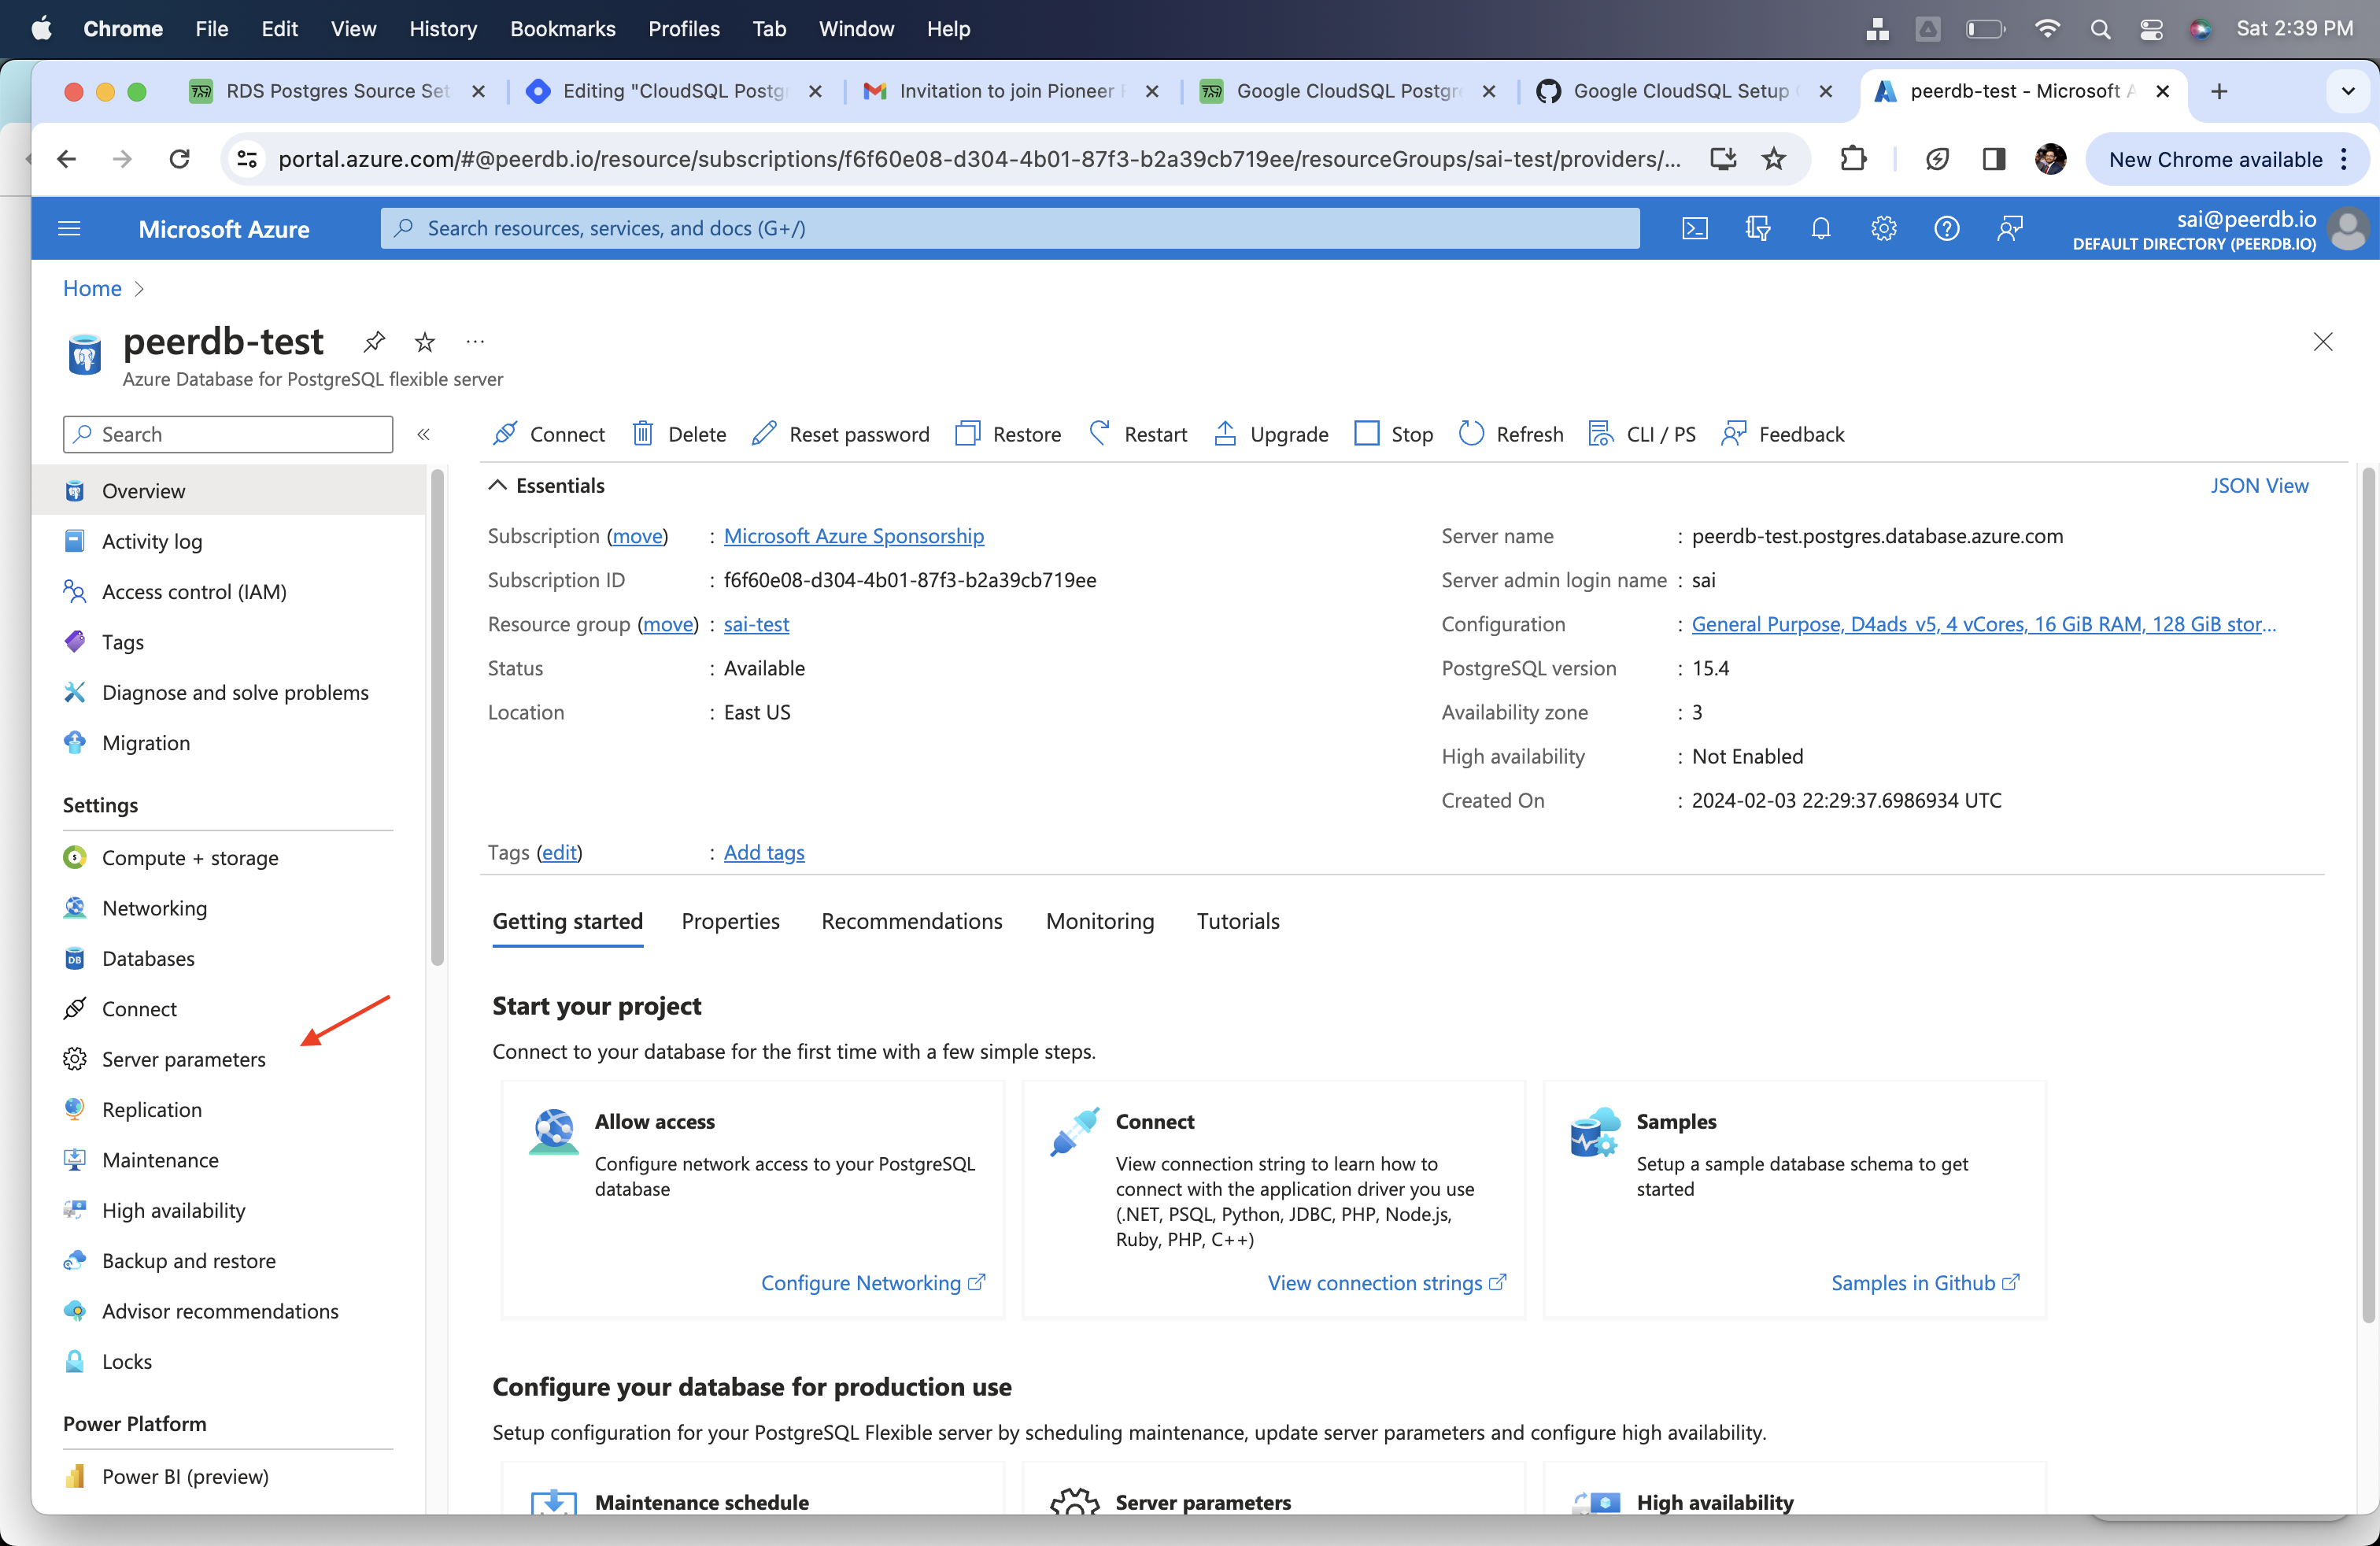 Chrome File Edit View History Bookmarks Profiles Tab Window Help Sat 2:39 PM
RDS Postgres Source Set Editing "CloudSQL Postgr Invitation to join Pioneer Google CloudSQL Postgre Google CloudSQL Setup peerdb-test - Microsoft A
portal.azure.com/#@peerdb.io/resource/subscriptions/f6f60e08-d304-4b01-87f3-b2a39cb719ee/resourceGroups/sai-test/providers/... New Chrome available
Microsoft Azure Search resources, services, and docs (G+/) sai@peerdb.io
DEFAULT DIRECTORY (PEERDB.IO)
Home >
peerdb-test ...
Azure Database for PostgreSQL flexible server
Search « Connect Delete Reset password Restore Restart Upgrade Stop Refresh CLI / PS Feedback
Overview
Activity log
Access control (IAM)
Tags
Diagnose and solve problems
Migration
Settings
Compute + storage
Networking
Databases
Connect
Server parameters
Replication
Maintenance
High availability
Backup and restore
Advisor recommendations
Locks
Power Platform
Power BI (preview)
Essentials JSON View
Subscription (move) : Microsoft Azure Sponsorship
Subscription ID : f6f60e08-d304-4b01-87f3-b2a39cb719ee
Resource group (move) : sai-test
Status : Available
Location : East US
Server name : peerdb-test.postgres.database.azure.com
Server admin login name : sai
Configuration : General Purpose, D4ads_v5, 4 vCores, 16 GiB RAM, 128 GiB stor...
PostgreSQL version : 15.4
Availability zone : 3
High availability : Not Enabled
Created On : 2024-02-03 22:29:37.6986934 UTC
Tags (edit) : Add tags
Getting started Properties Recommendations Monitoring Tutorials
Start your project
Connect to your database for the first time with a few simple steps.
Allow access
Configure network access to your PostgreSQL
database
Configure Networking
Connect
View connection string to learn how to
connect with the application driver you use
(.NET, PSQL, Python, JDBC, PHP, Node.js,
Ruby, PHP, C++)
View connection strings
Samples
Setup a sample database schema to get
started
Samples in Github
Configure your database for production use
Setup configuration for your PostgreSQL Flexible server by scheduling maintenance, update server parameters and configure high availability.
Maintenance schedule Server parameters High availability